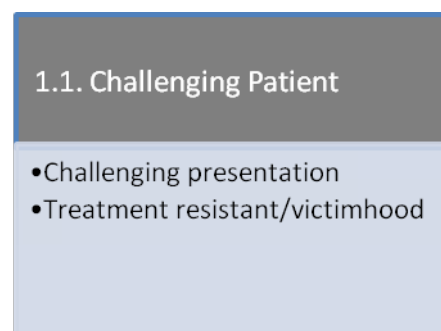 1.1. Challenging Patient
•Challenging presentation
•Treatment resistant/victimhood